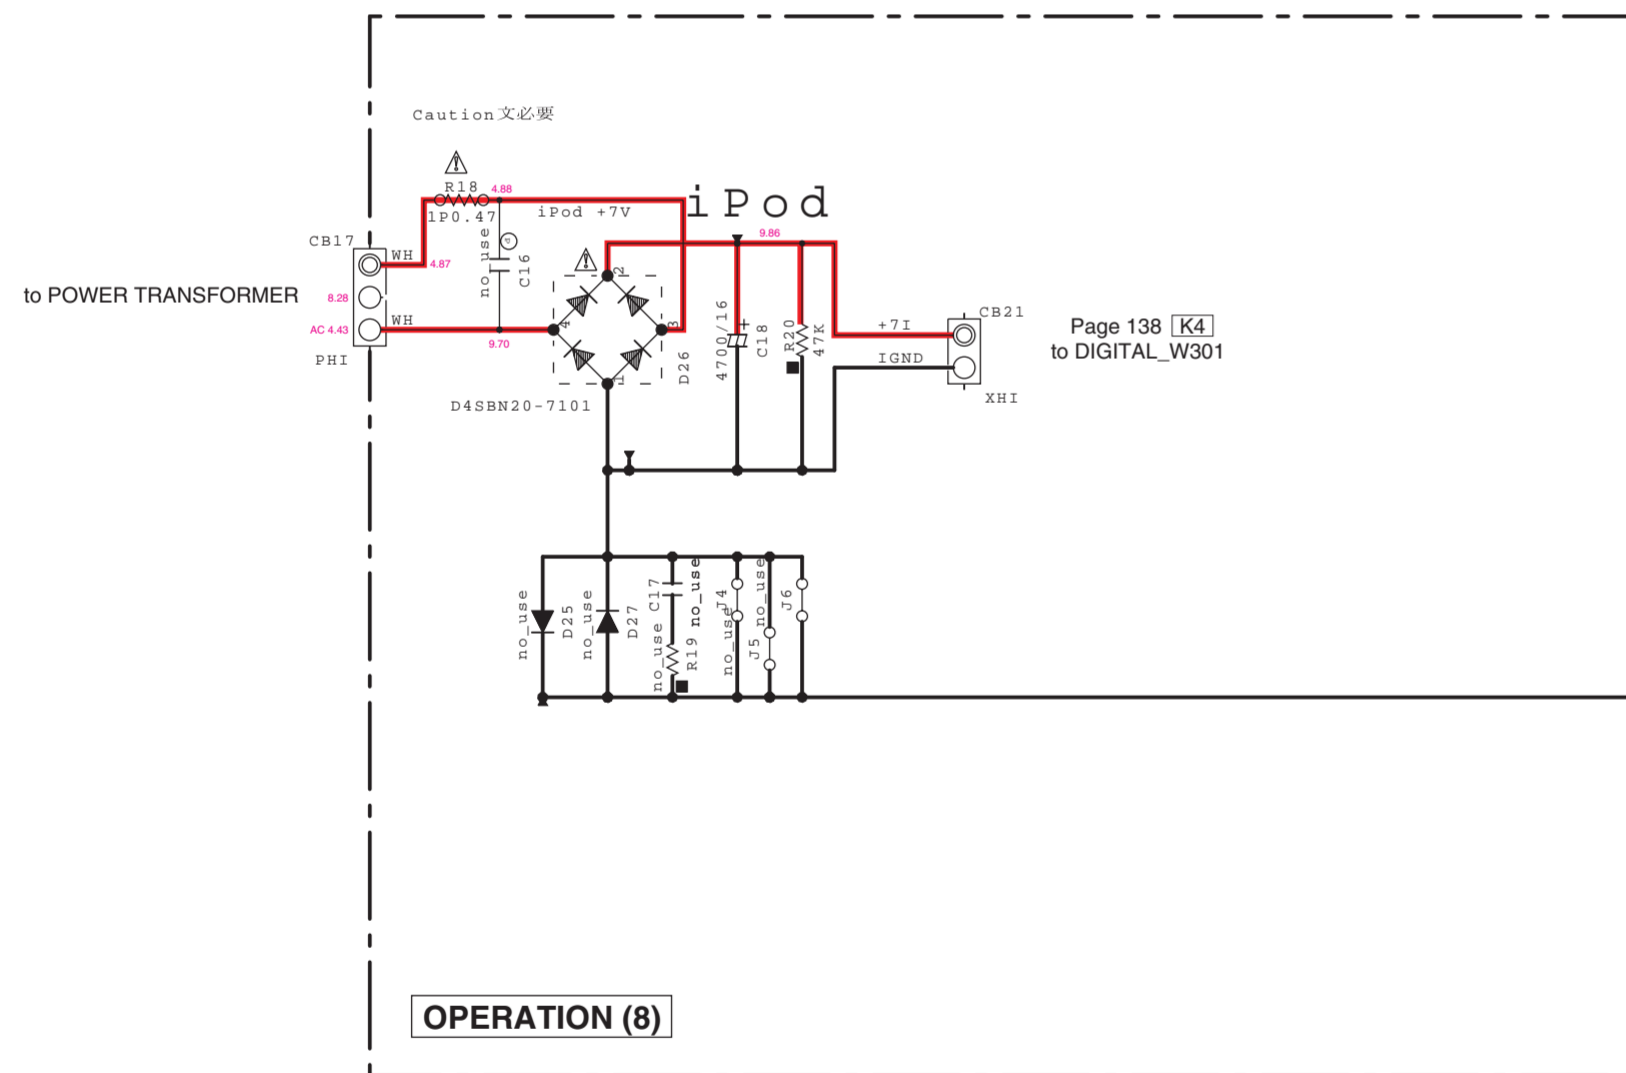 Caution文必要
R18
4.88
1P0.47
iPod +7V
iPod
9.86
CB17
WH
4.87
no_use
C16
to POWER TRANSFORMER
8.28
AC 4.43
WH
9.70
PHI
2
4
3
1
D26
D4SBN20-7101
4700/16
+
C18
R20
47K
+7I
IGND
CB21
XHI
Page 138 K4
to DIGITAL_W301
no_use
D25
no_use
D27
C17
no_use
no_use
R19
J4
no_use
no_use
J5
J6
OPERATION (8)